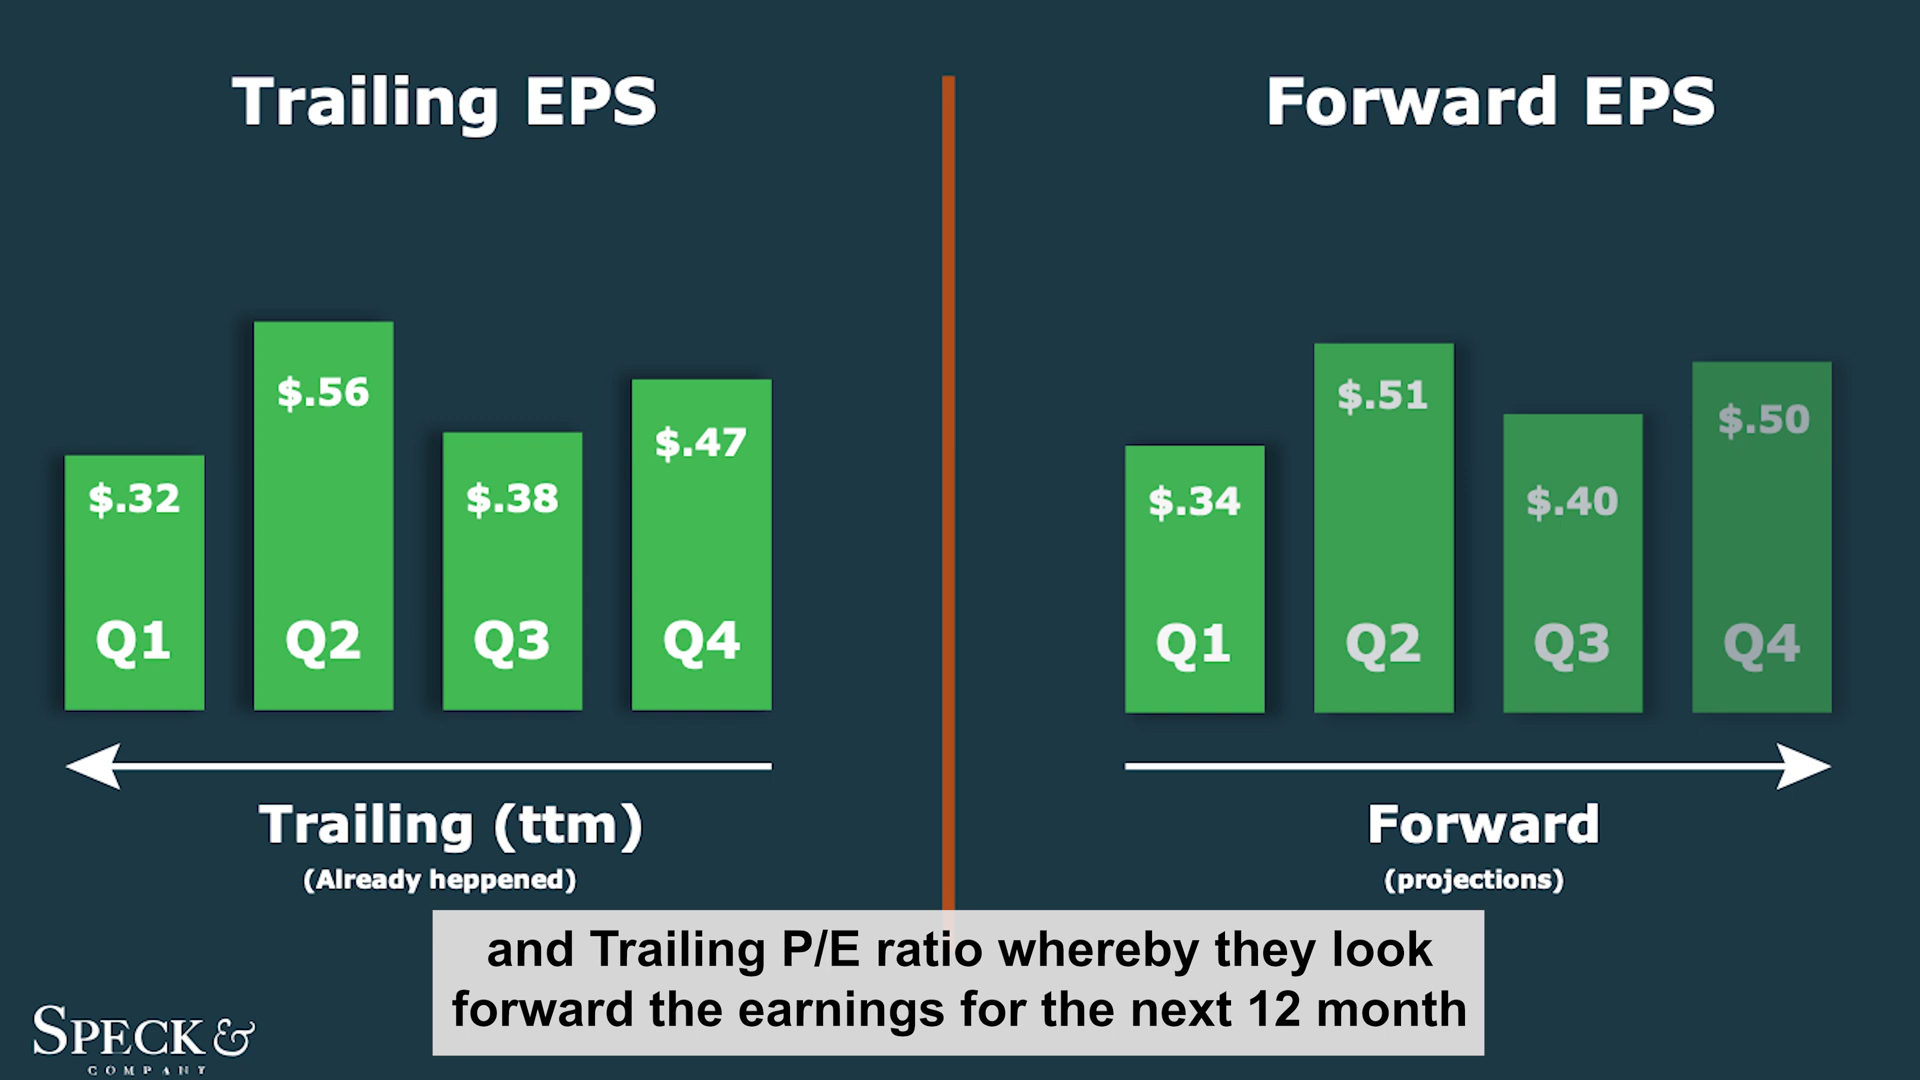 Trailing EPS
Forward EPS
$.32
$.56
$.38
$.47
Q1
Q2
Q3
Q4
$.34
$.51
$.40
$.50
Q1
Q2
Q3
Q4
Trailing (ttm)
(Already heppened)
Forward
(projections)
and Trailing P/E ratio whereby they look
forward the earnings for the next 12 month
SPECK &
COMPANY